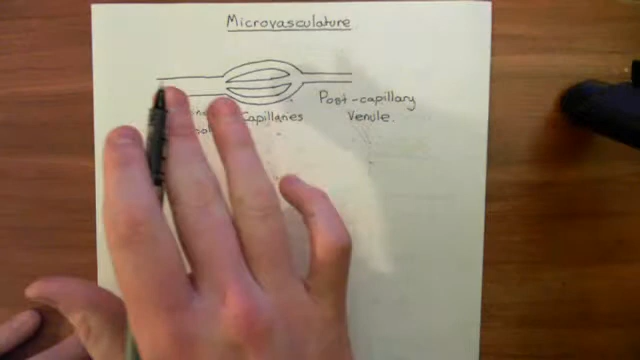 Microvasculature
Capillaries
Post-capillary
Venule.